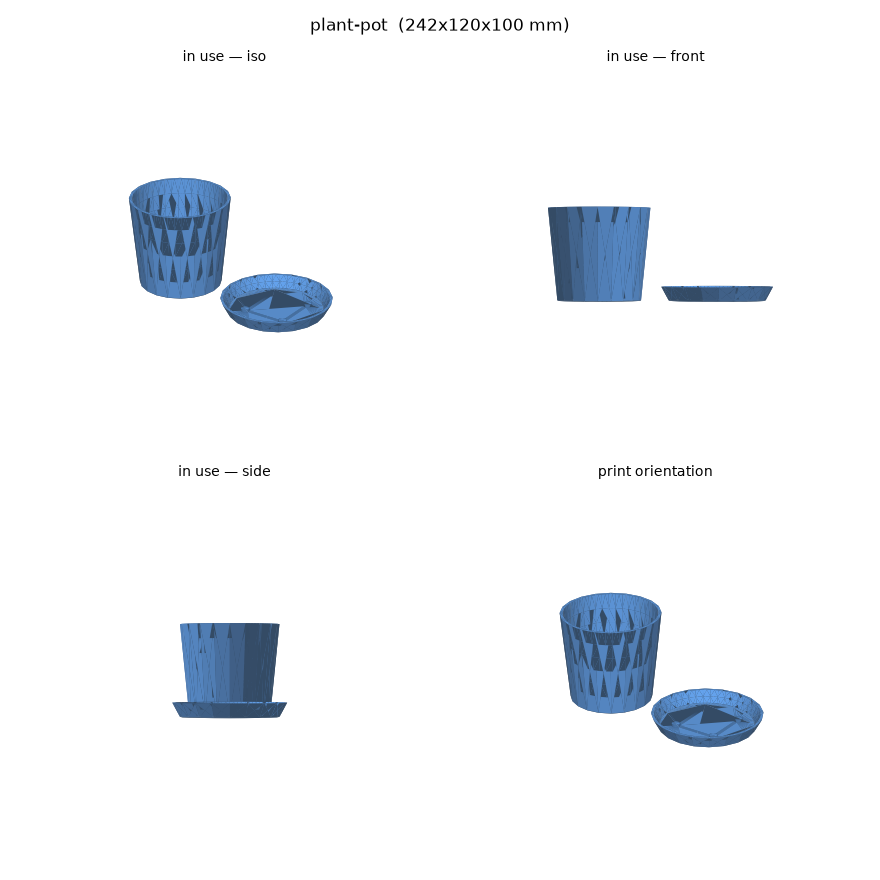 plant-pot  (242x120x100 mm)
in use — iso
in use — front
in use — side
print orientation